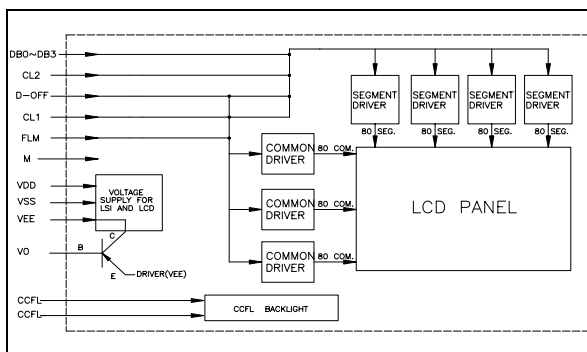 DB0~DB3
CL2
D-OFF
CL1
FLM
M
VDD
VSS
VEE
VO
CCFL
CCFL
VOLTAGE
SUPPLY FOR
LSI AND LCD
C
B
E
DRIVER(VEE)
SEGMENT
DRIVER
SEGMENT
DRIVER
SEGMENT
DRIVER
SEGMENT
DRIVER
80 SEG.
80 SEG.
80 SEG.
80 SEG.
COMMON
DRIVER
80 COM.
COMMON
DRIVER
80 COM.
COMMON
DRIVER
80 COM.
LCD PANEL
CCFL BACKLIGHT